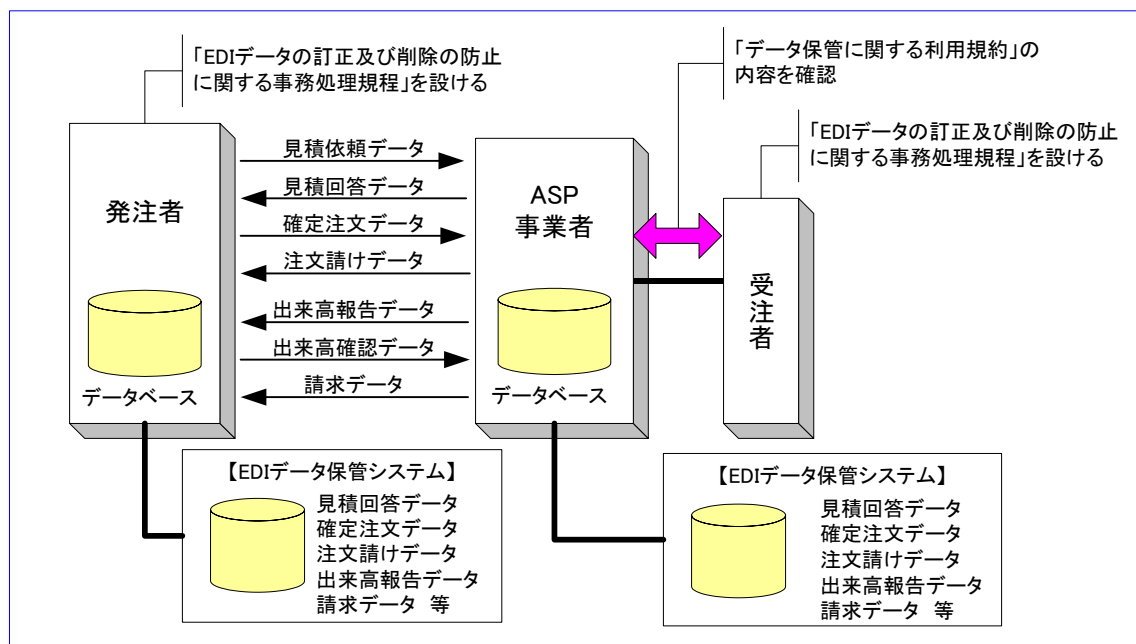 「EDIデータの訂正及び削除の防止
に関する事務処理規程」を設ける
「データ保管に関する利用規約」の
内容を確認
「EDIデータの訂正及び削除の防止
に関する事務処理規程」を設ける
発注者
データベース
見積依頼データ
見積回答データ
確定注文データ
注文請けデータ
出来高報告データ
出来高確認データ
請求データ
ASP
事業者
データベース
受注者
【EDIデータ保管システム】
見積回答データ
確定注文データ
注文請けデータ
出来高報告データ
請求データ 等
【EDIデータ保管システム】
見積回答データ
確定注文データ
注文請けデータ
出来高報告データ
請求データ 等